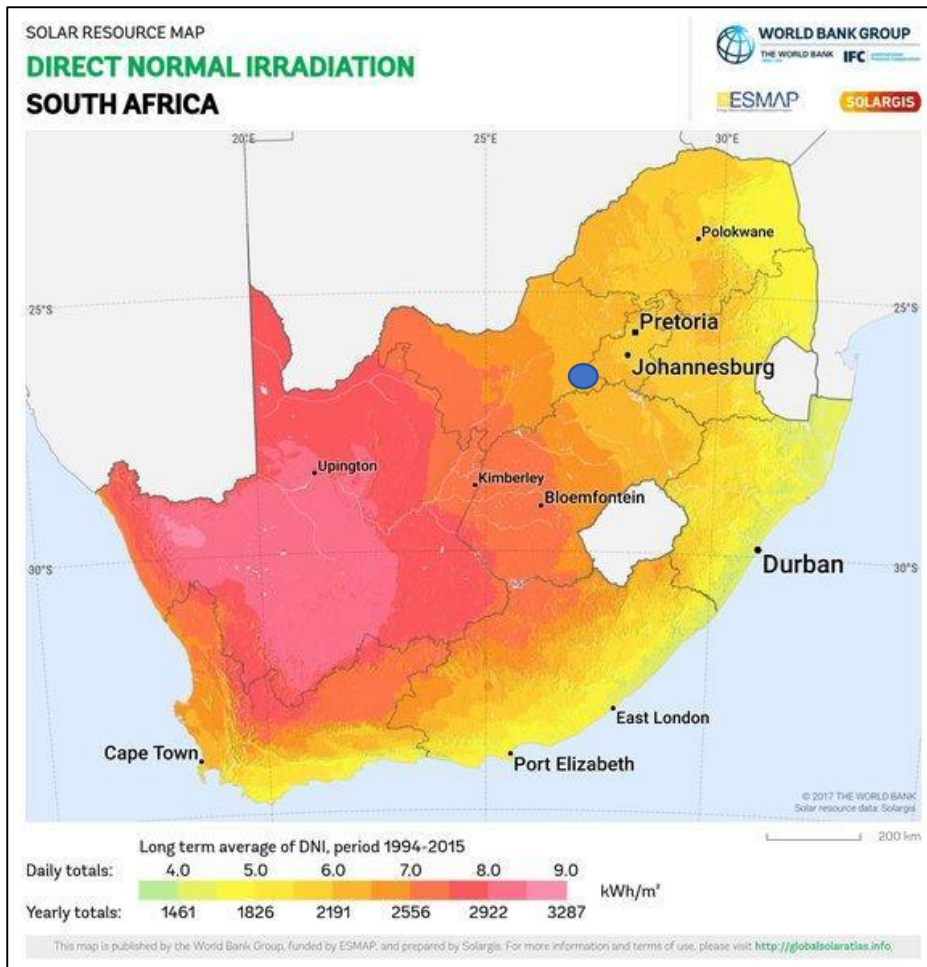 SOLAR RESOURCE MAP
DIRECT NORMAL IRRADIATION
SOUTH AFRICA
WORLD BANK GROUP
THE WORLD BANK IFC
ESMAP SOLARGIS
20°E 25°E 30°E
Polokwane
25°S 25°S
Pretoria
Johannesburg
Upington
Kimberley
Bloemfontein
Durban
30°S 30°S
East London
Cape Town
Port Elizabeth
© 2017 THE WORLD BANK
Solar resource data: Solargis
200 km
Long term average of DNI, period 1994-2015
Daily totals: 4.0 5.0 6.0 7.0 8.0 9.0
kWh/m²
Yearly totals: 1461 1826 2191 2556 2922 3287
This map is published by the World Bank Group, funded by ESMAP, and prepared by Solargis. For more information and terms of use, please visit http://globalsolaratlas.info.